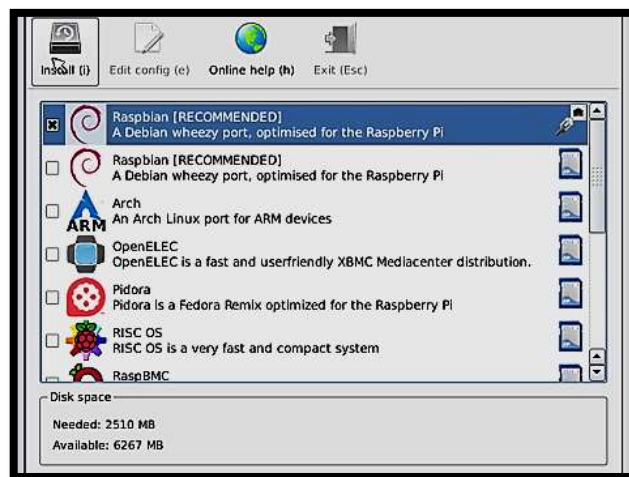 Install (i) Edit config (e) Online help (h) Exit (Esc)
Raspbian [RECOMMENDED]
A Debian wheezy port, optimised for the Raspberry Pi
Raspbian [RECOMMENDED]
A Debian wheezy port, optimised for the Raspberry Pi
Arch
An Arch Linux port for ARM devices
ARM
OpenELEC
OpenELEC is a fast and userfriendly XBMC Mediacenter distribution.
Pidora
Pidora is a Fedora Remix optimized for the Raspberry Pi
RISC OS
RISC OS is a very fast and compact system
RaspBMC
Disk space
Needed: 2510 MB
Available: 6267 MB